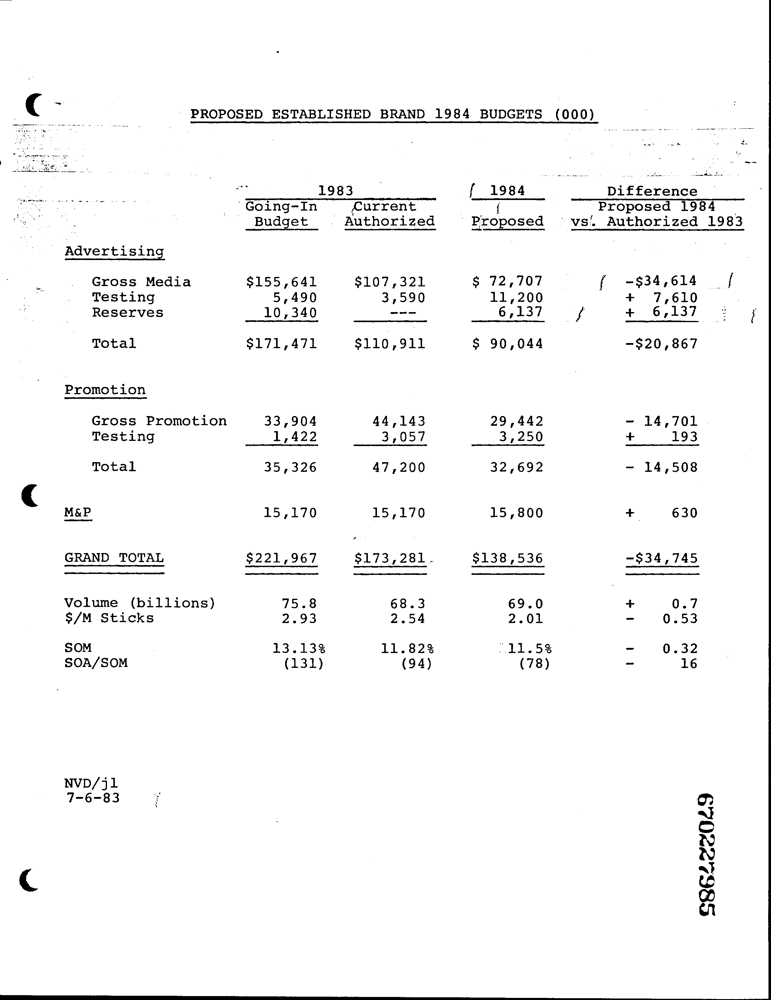 PROPOSED ESTABLISHED BRAND 1984 BUDGETS (000)
1983 1984 Difference
Going-In Current Proposed 1984
Budget Authorized Proposed vs. Authorized 1983
Advertising
Gross Media $155,641 $107,321 $ 72,707 -$34,614
Testing 5,490 3,590 11,200 + 7,610
Reserves 10,340 --- 6,137 + 6,137
Total $171,471 $110,911 $ 90,044 -$20,867
Promotion
Gross Promotion 33,904 44,143 29,442 - 14,701
Testing 1,422 3,057 3,250 + 193
Total 35,326 47,200 32,692 - 14,508
M&P 15,170 15,170 15,800 + 630
GRAND TOTAL $221,967 $173,281 $138,536 -$34,745
Volume (billions) 75.8 68.3 69.0 + 0.7
$/M Sticks 2.93 2.54 2.01 - 0.53
SOM 13.13% 11.82% 11.5% - 0.32
SOA/SOM (131) (94) (78) - 16
NVD/jl
7-6-83
670227985